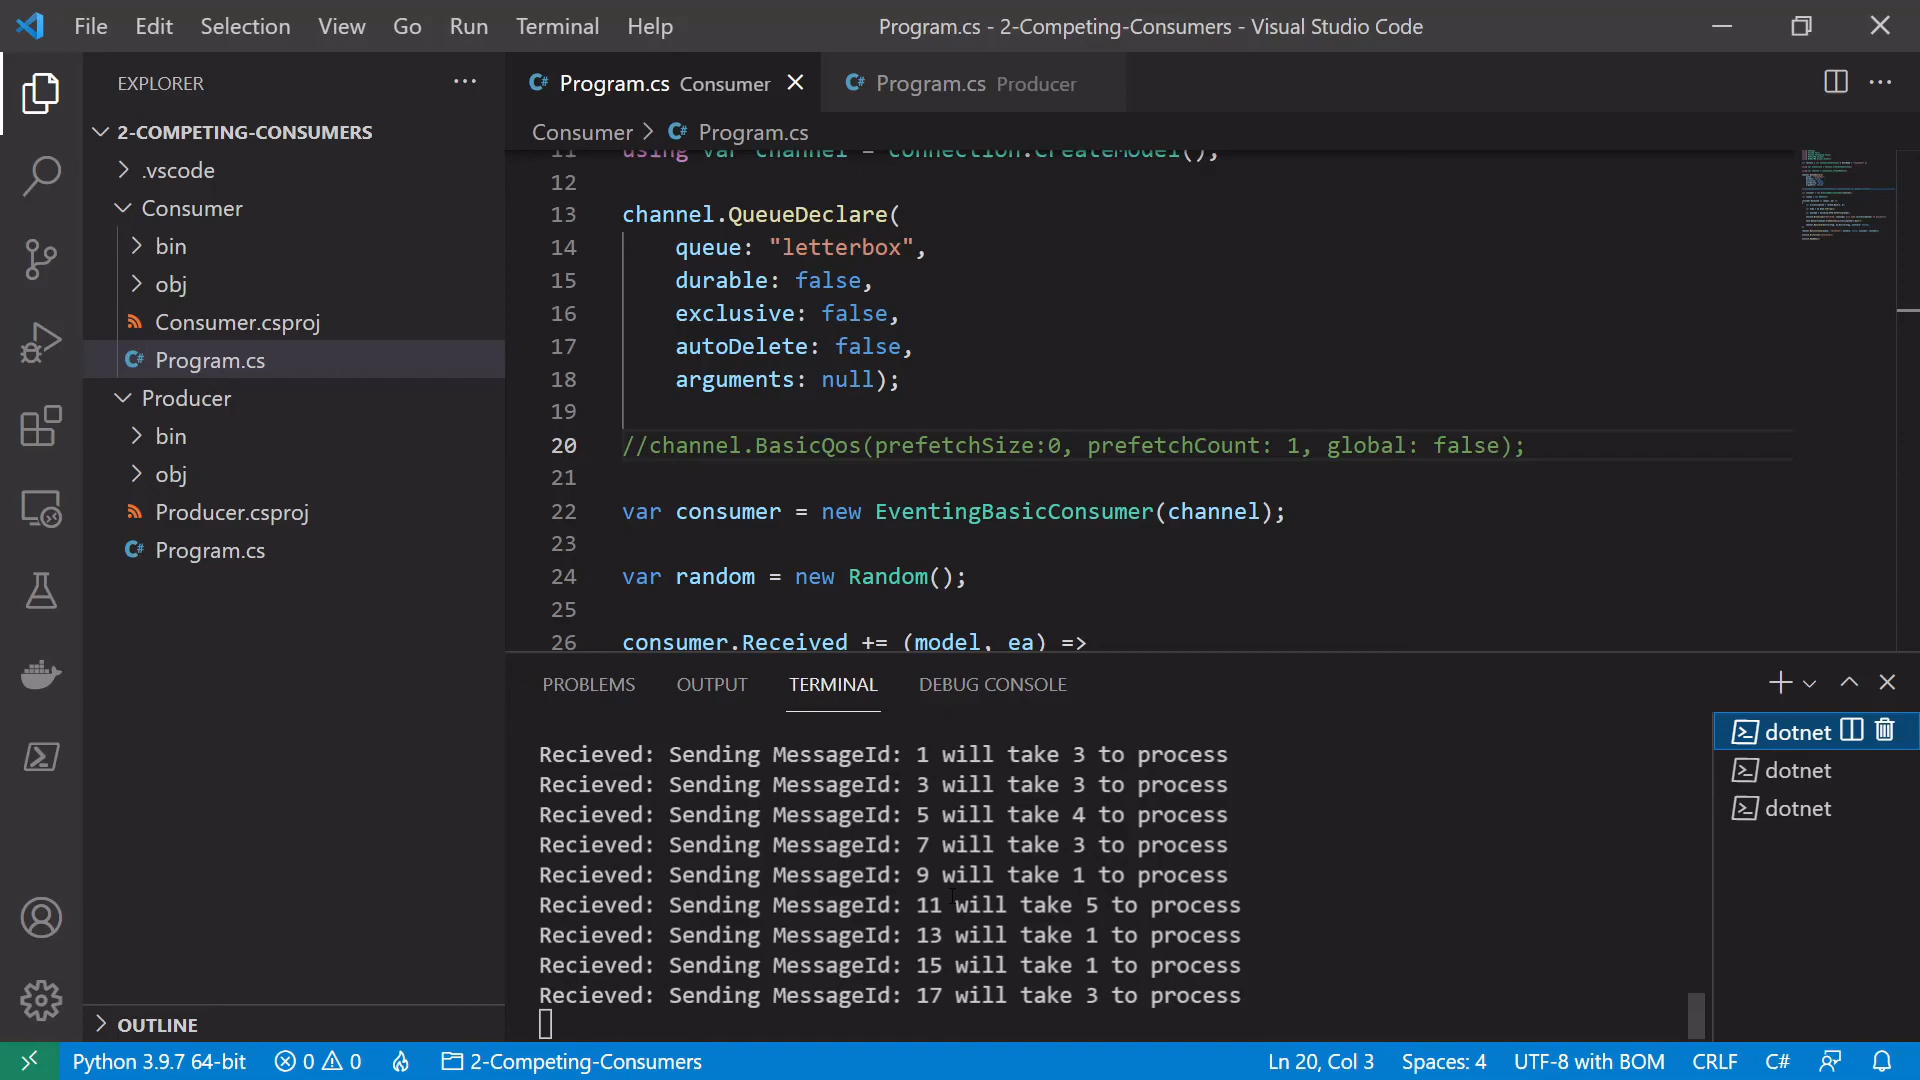 File Edit Selection View Go Run Terminal Help
Program.cs - 2-Competing-Consumers - Visual Studio Code
EXPLORER
2-COMPETING-CONSUMERS
.vscode
Consumer
bin
obj
Consumer.csproj
C# Program.cs
Producer
bin
obj
Producer.csproj
C# Program.cs
OUTLINE
C# Program.cs Consumer
C# Program.cs Producer
Consumer > C# Program.cs
11 using var channel = connection.CreateModel();
12
13 channel.QueueDeclare(
14 queue: "letterbox",
15 durable: false,
16 exclusive: false,
17 autoDelete: false,
18 arguments: null);
19
20 //channel.BasicQos(prefetchSize:0, prefetchCount: 1, global: false);
21
22 var consumer = new EventingBasicConsumer(channel);
23
24 var random = new Random();
25
26 consumer.Received += (model, ea) =>
PROBLEMS OUTPUT TERMINAL DEBUG CONSOLE
Recieved: Sending MessageId: 1 will take 3 to process
Recieved: Sending MessageId: 3 will take 3 to process
Recieved: Sending MessageId: 5 will take 4 to process
Recieved: Sending MessageId: 7 will take 3 to process
Recieved: Sending MessageId: 9 will take 1 to process
Recieved: Sending MessageId: 11 will take 5 to process
Recieved: Sending MessageId: 13 will take 1 to process
Recieved: Sending MessageId: 15 will take 1 to process
Recieved: Sending MessageId: 17 will take 3 to process
dotnet
dotnet
dotnet
Python 3.9.7 64-bit 0 0 2-Competing-Consumers Ln 20, Col 3 Spaces: 4 UTF-8 with BOM CRLF C#